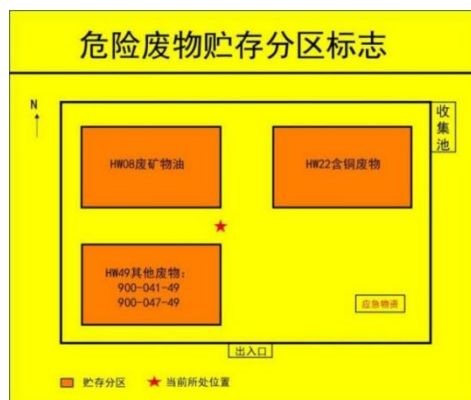 危险废物贮存分区标志
N
收集池
HW08废矿物油
HW22含铜废物
HW49其他废物：
900-041-49
900-047-49
应急物资
出入口
贮存分区
当前所处位置